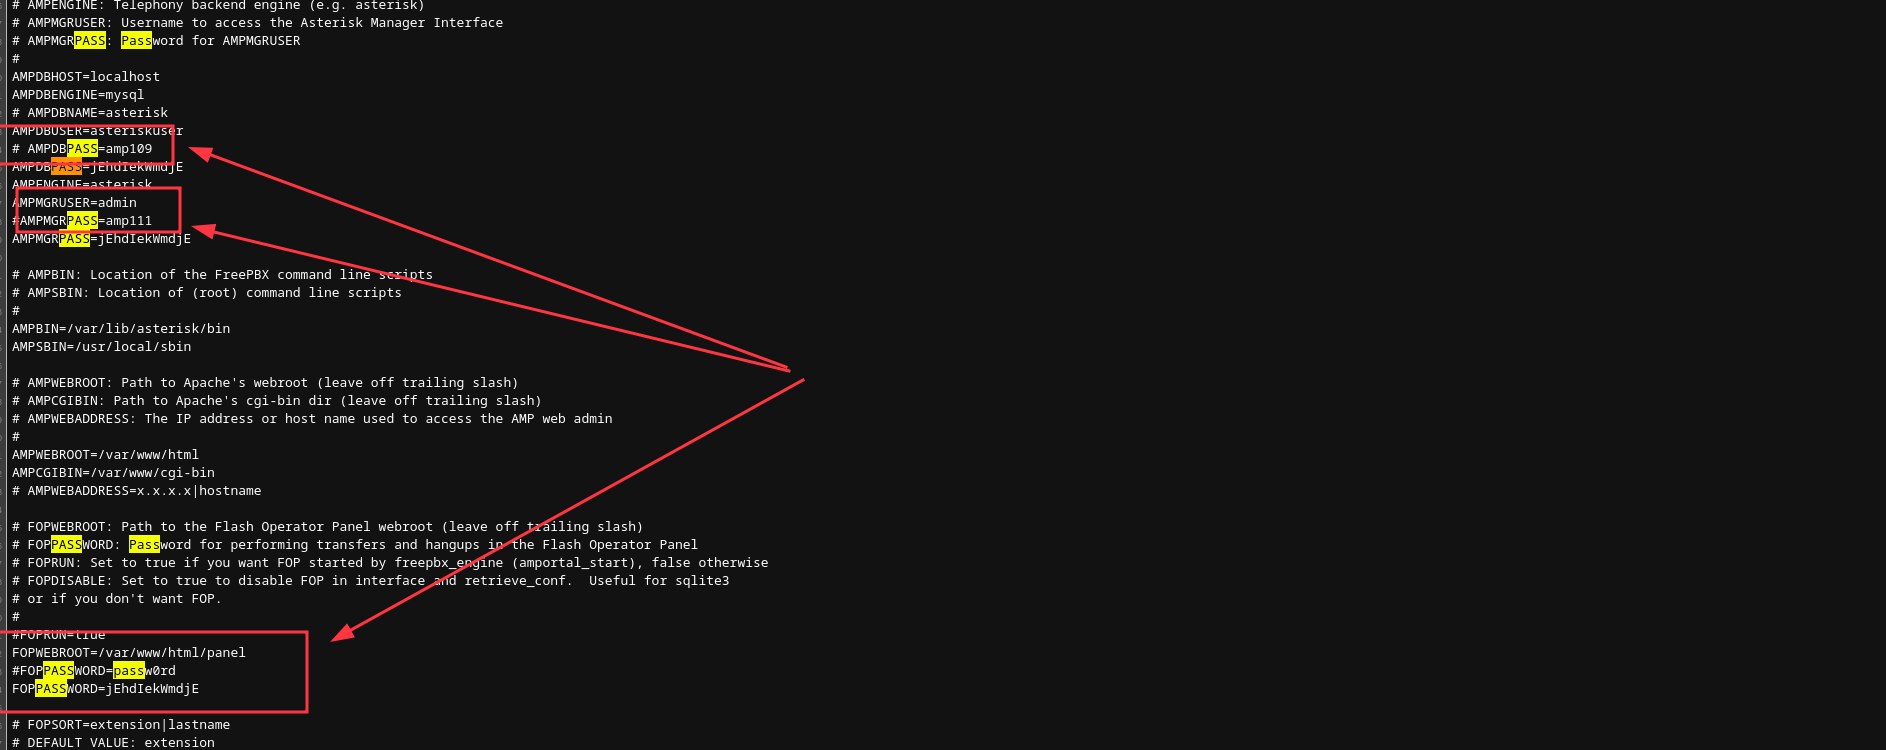 # AMPENGINE: Telephony backend engine (e.g. asterisk)
# AMPMGRUSER: Username to access the Asterisk Manager Interface
# AMPMGRPASS: Password for AMPMGRUSER
#
AMPDBHOST=localhost
AMPDBENGINE=mysql
# AMPDBNAME=asterisk
AMPDBUSER=asteriskuser
# AMPDBPASS=amp109
AMPDBPASS=jEhdIekWmdjE
AMPENGINE=asterisk
AMPMGRUSER=admin
#AMPMGRPASS=amp111
AMPMGRPASS=jEhdIekWmdjE
# AMPBIN: Location of the FreePBX command line scripts
# AMPSBIN: Location of (root) command line scripts
#
AMPBIN=/var/lib/asterisk/bin
AMPSBIN=/usr/local/sbin
# AMPWEBROOT: Path to Apache's webroot (leave off trailing slash)
# AMPCGIBIN: Path to Apache's cgi-bin dir (leave off trailing slash)
# AMPWEBADDRESS: The IP address or host name used to access the AMP web admin
#
AMPWEBROOT=/var/www/html
AMPCGIBIN=/var/www/cgi-bin
# AMPWEBADDRESS=x.x.x.x|hostname
# FOPWEBROOT: Path to the Flash Operator Panel webroot (leave off trailing slash)
# FOPPASSWORD: Password for performing transfers and hangups in the Flash Operator Panel
# FOPRUN: Set to true if you want FOP started by freepbx_engine (amportal_start), false otherwise
# FOPDISABLE: Set to true to disable FOP in interface and retrieve_conf.  Useful for sqlite3
# or if you don't want FOP.
#
#FOPRUN=true
FOPWEBROOT=/var/www/html/panel
#FOPPASSWORD=passw0rd
FOPPASSWORD=jEhdIekWmdjE
# FOPSORT=extension|lastname
# DEFAULT VALUE: extension